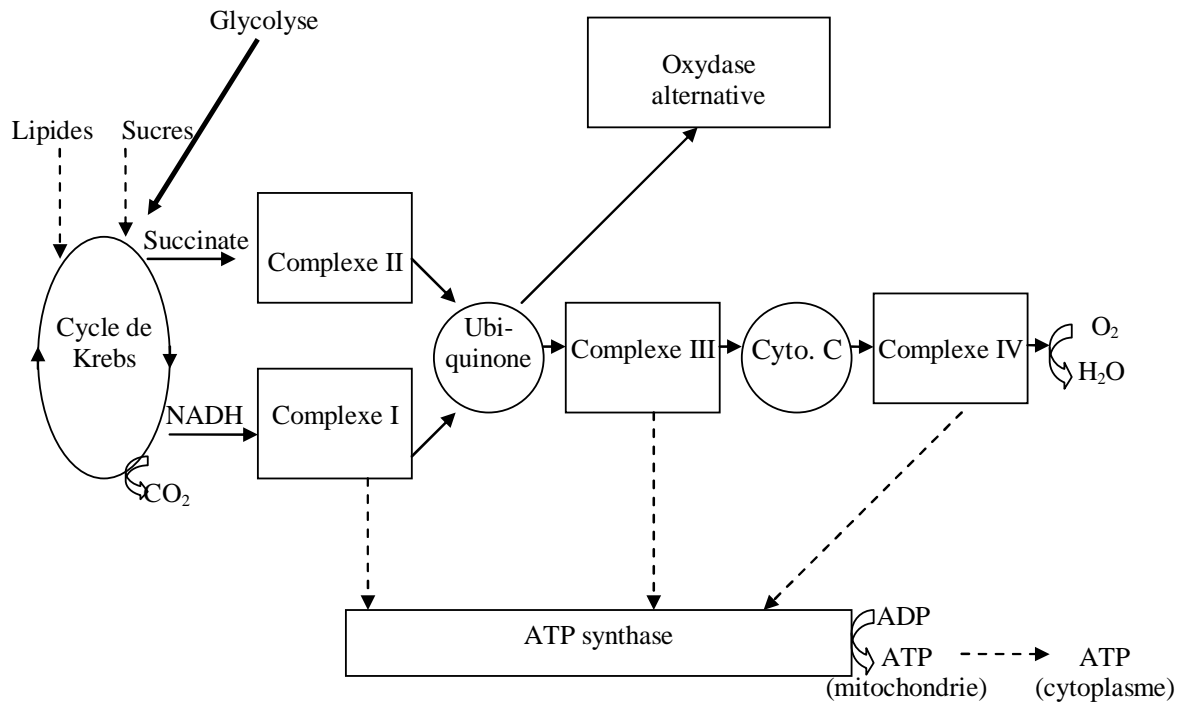 Glycolyse
Oxydase
alternative
Lipides
Sucres
Succinate
Complexe II
Cycle de
Krebs
Ubi-
quinone
Complexe III
Cyto. C
Complexe IV
O₂
H₂O
NADH
Complexe I
CO₂
ATP synthase
ADP
ATP
(mitochondrie)
ATP
(cytoplasme)